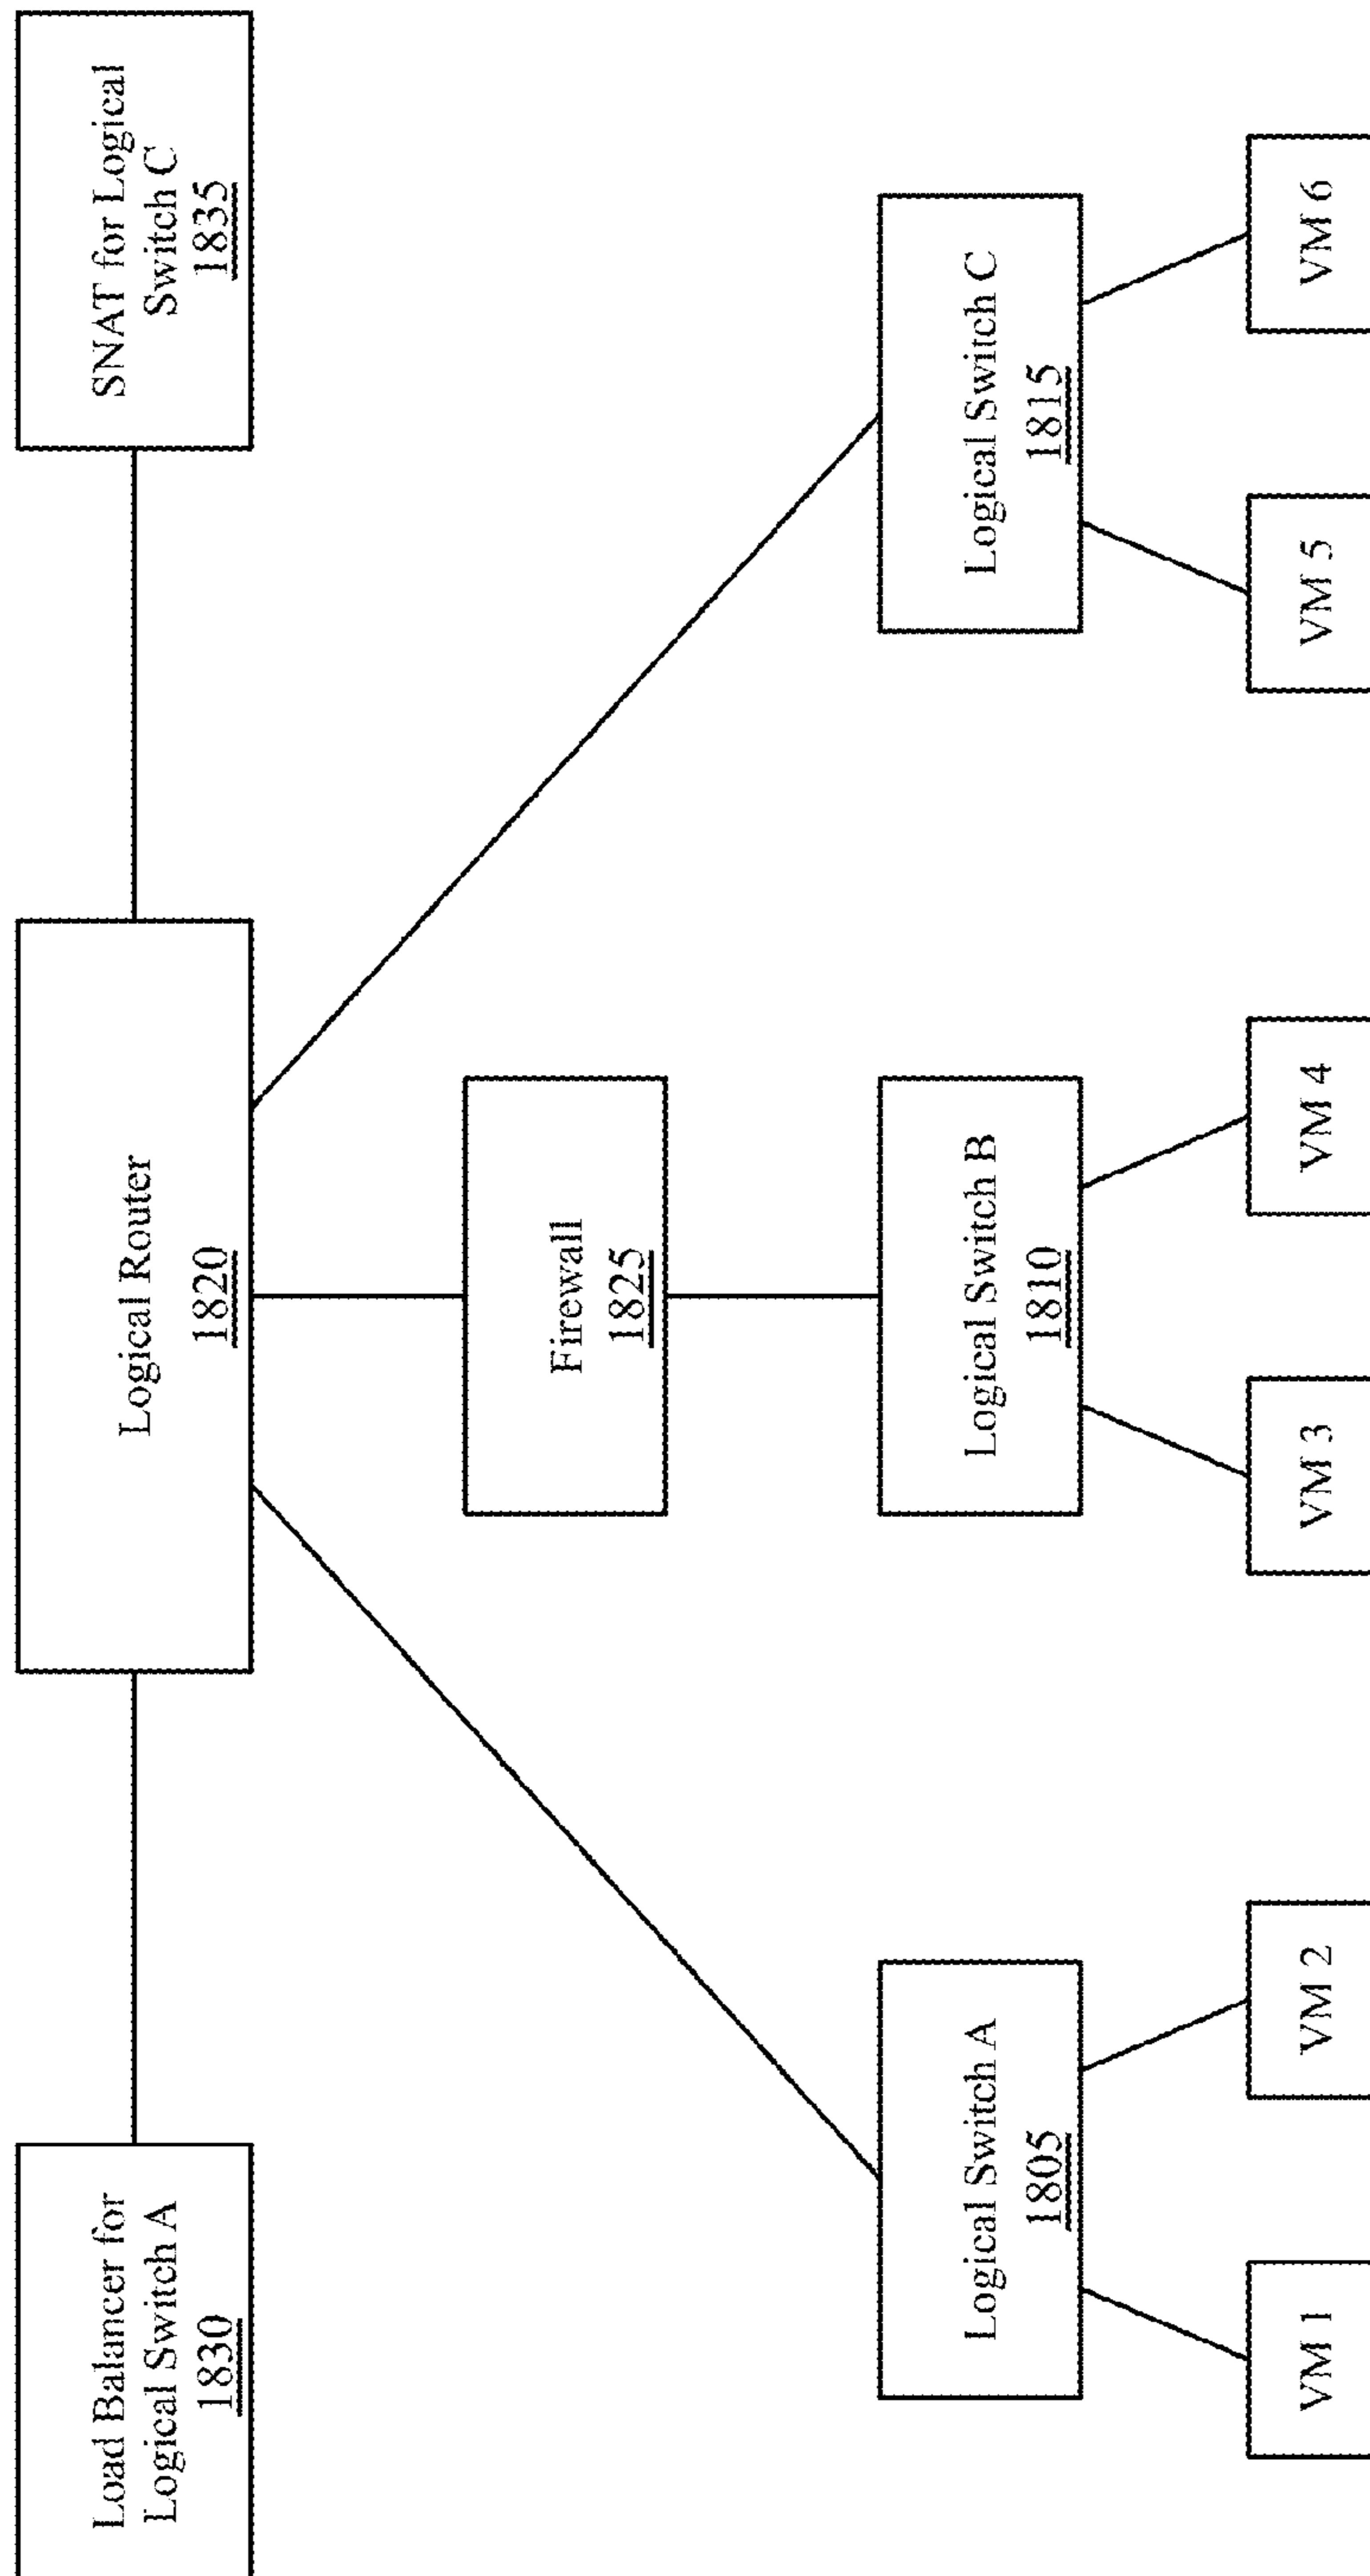 Load Balancer for
Logical Switch A
1830
Logical Router
1820
SNAT for Logical
Switch C
1835
Firewall
1825
Logical Switch A
1805
Logical Switch B
1810
Logical Switch C
1815
VM 1
VM 2
VM 3
VM 4
VM 5
VM 6